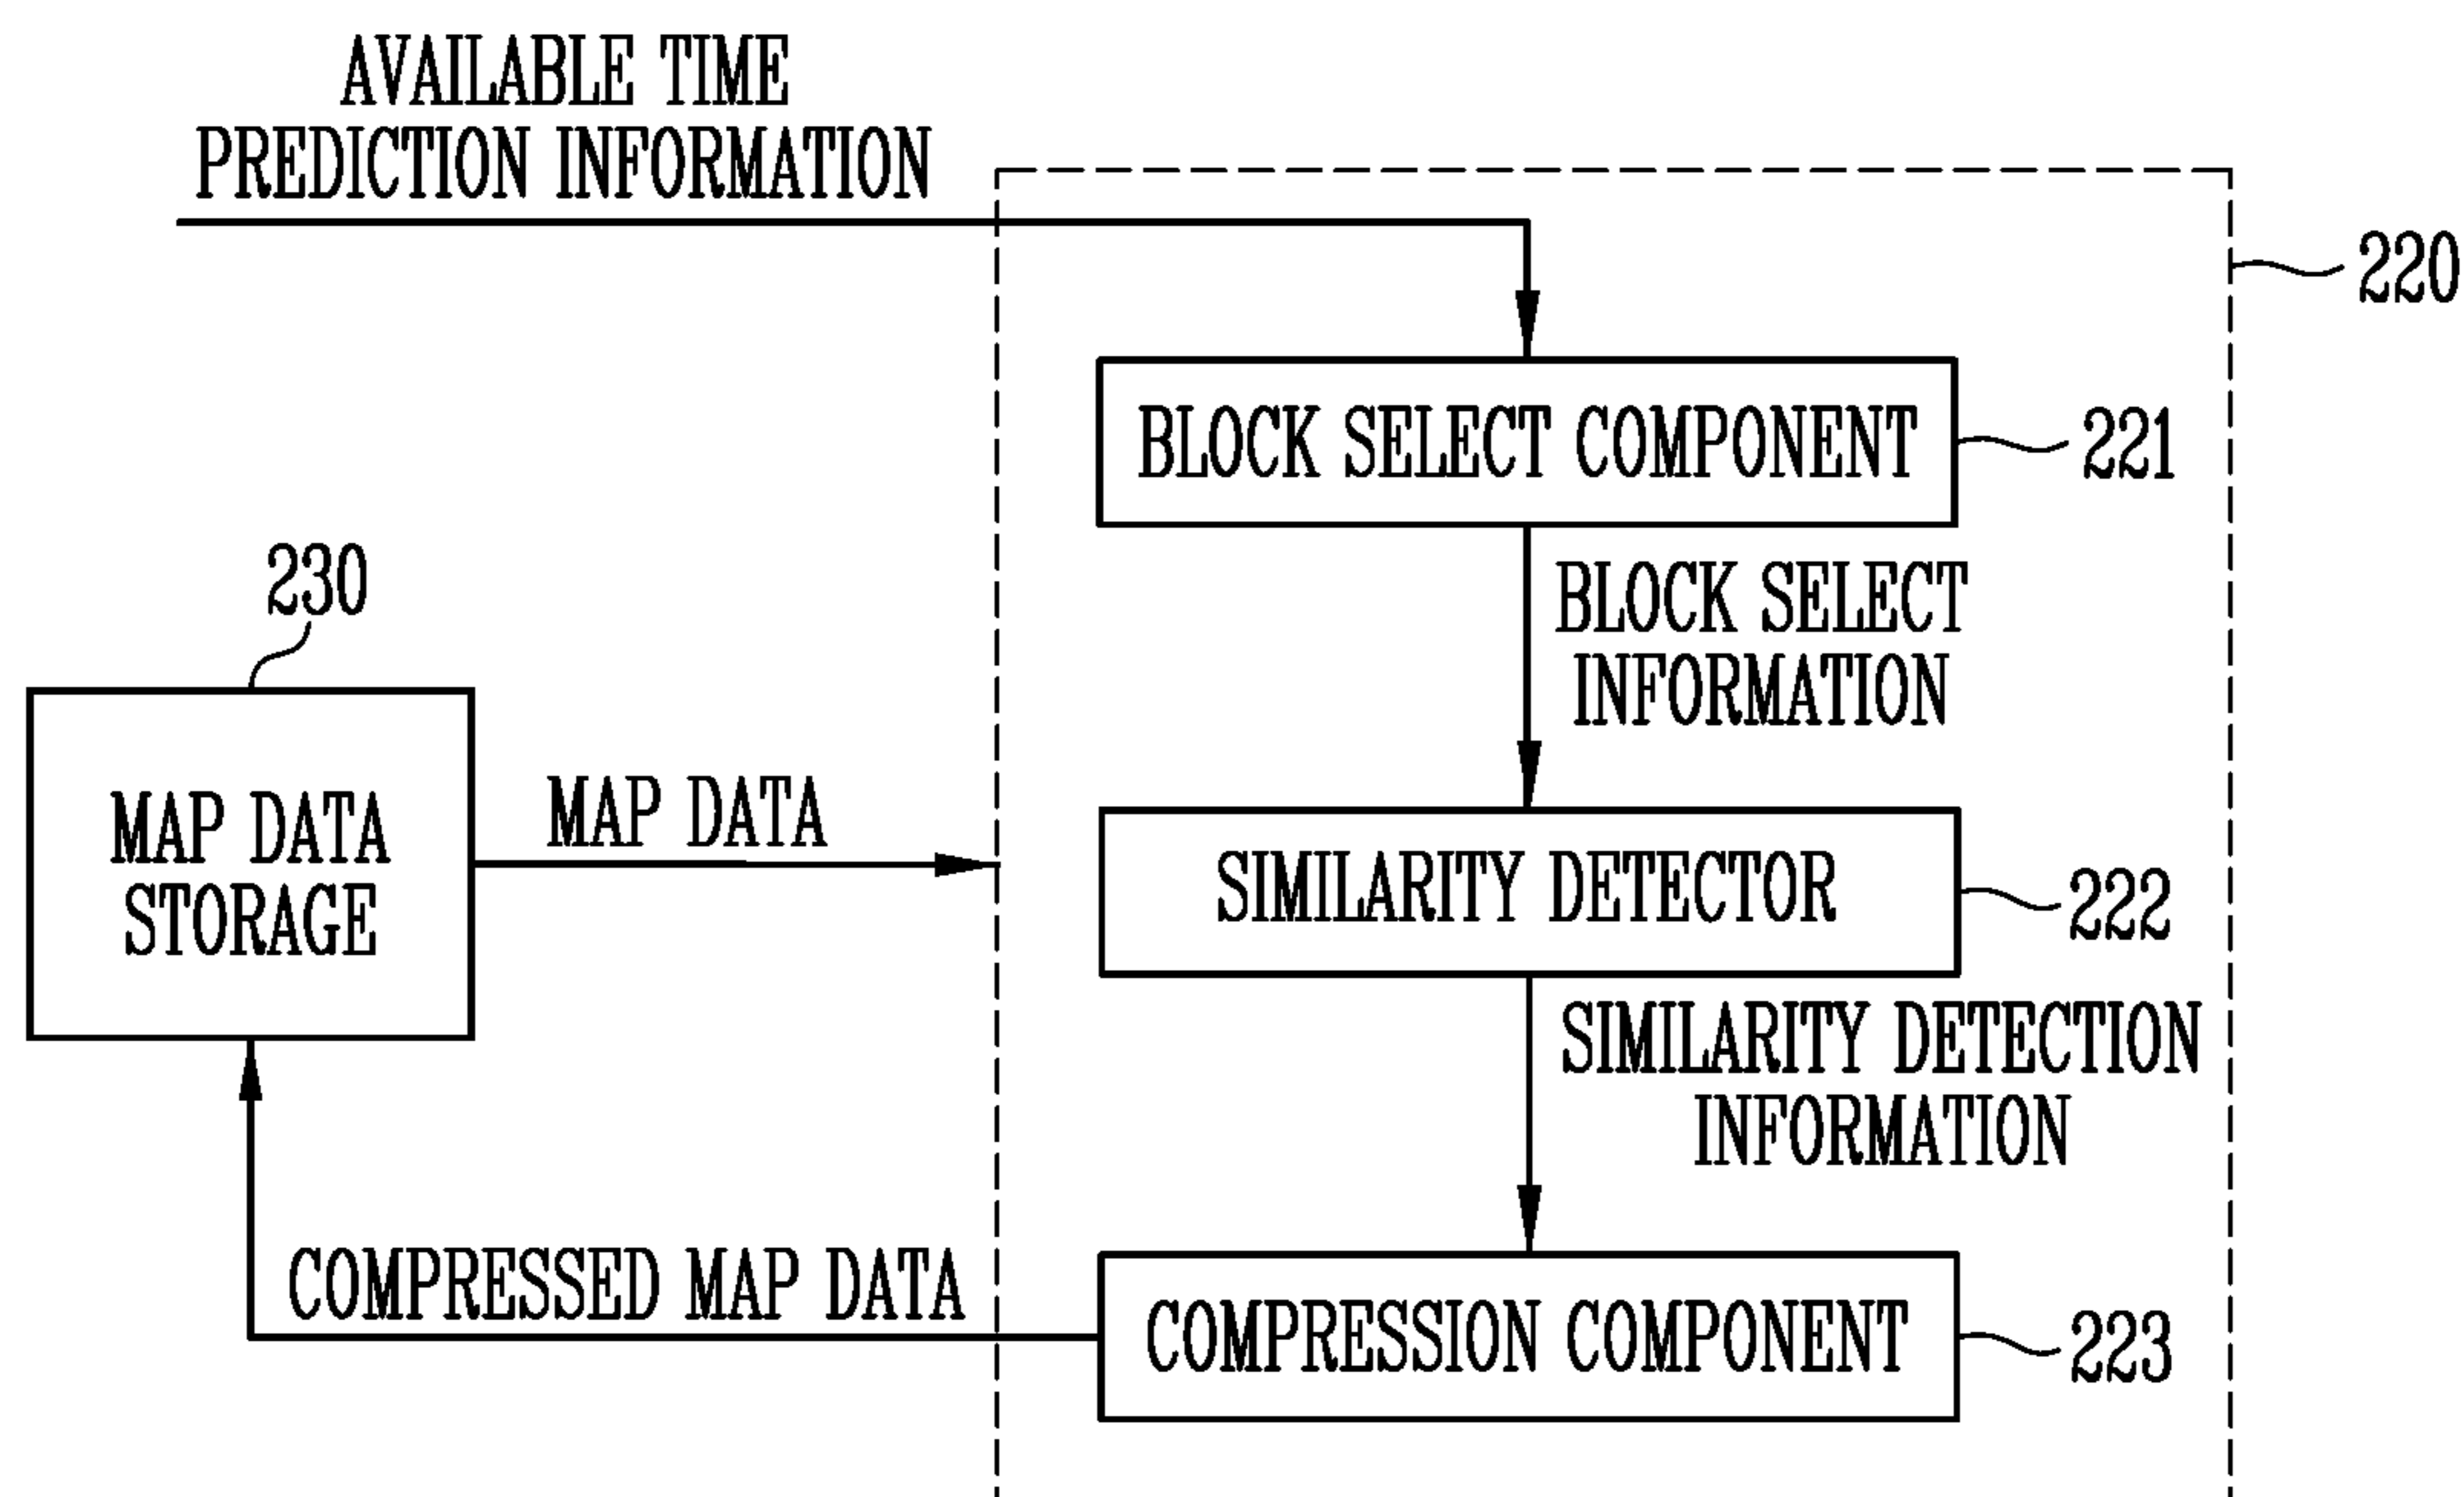 AVAILABLE TIME
PREDICTION INFORMATION
220
BLOCK SELECT COMPONENT
221
BLOCK SELECT
INFORMATION
230
MAP DATA
STORAGE
MAP DATA
SIMILARITY DETECTOR
222
SIMILARITY DETECTION
INFORMATION
COMPRESSED MAP DATA
COMPRESSION COMPONENT
223